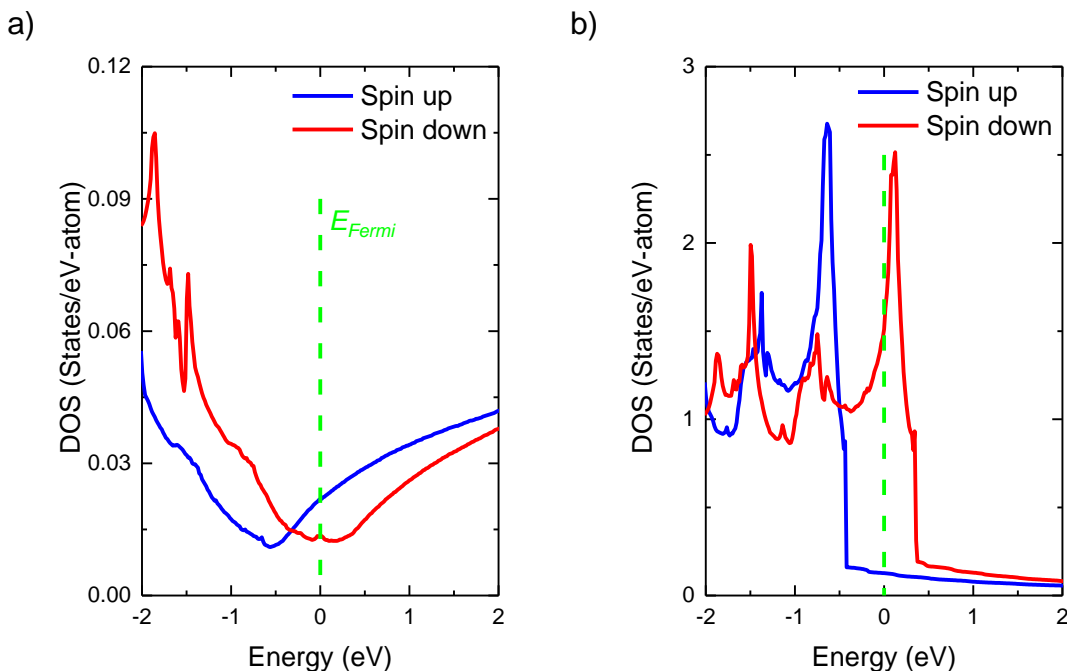 a)
DOS (States/eV-atom)
0.12
0.09
0.06
0.03
0.00
Spin up
Spin down
E_Fermi
-2 -1 0 1 2
Energy (eV)
b)
DOS (States/eV-atom)
3
2
1
0
Spin up
Spin down
-2 -1 0 1 2
Energy (eV)